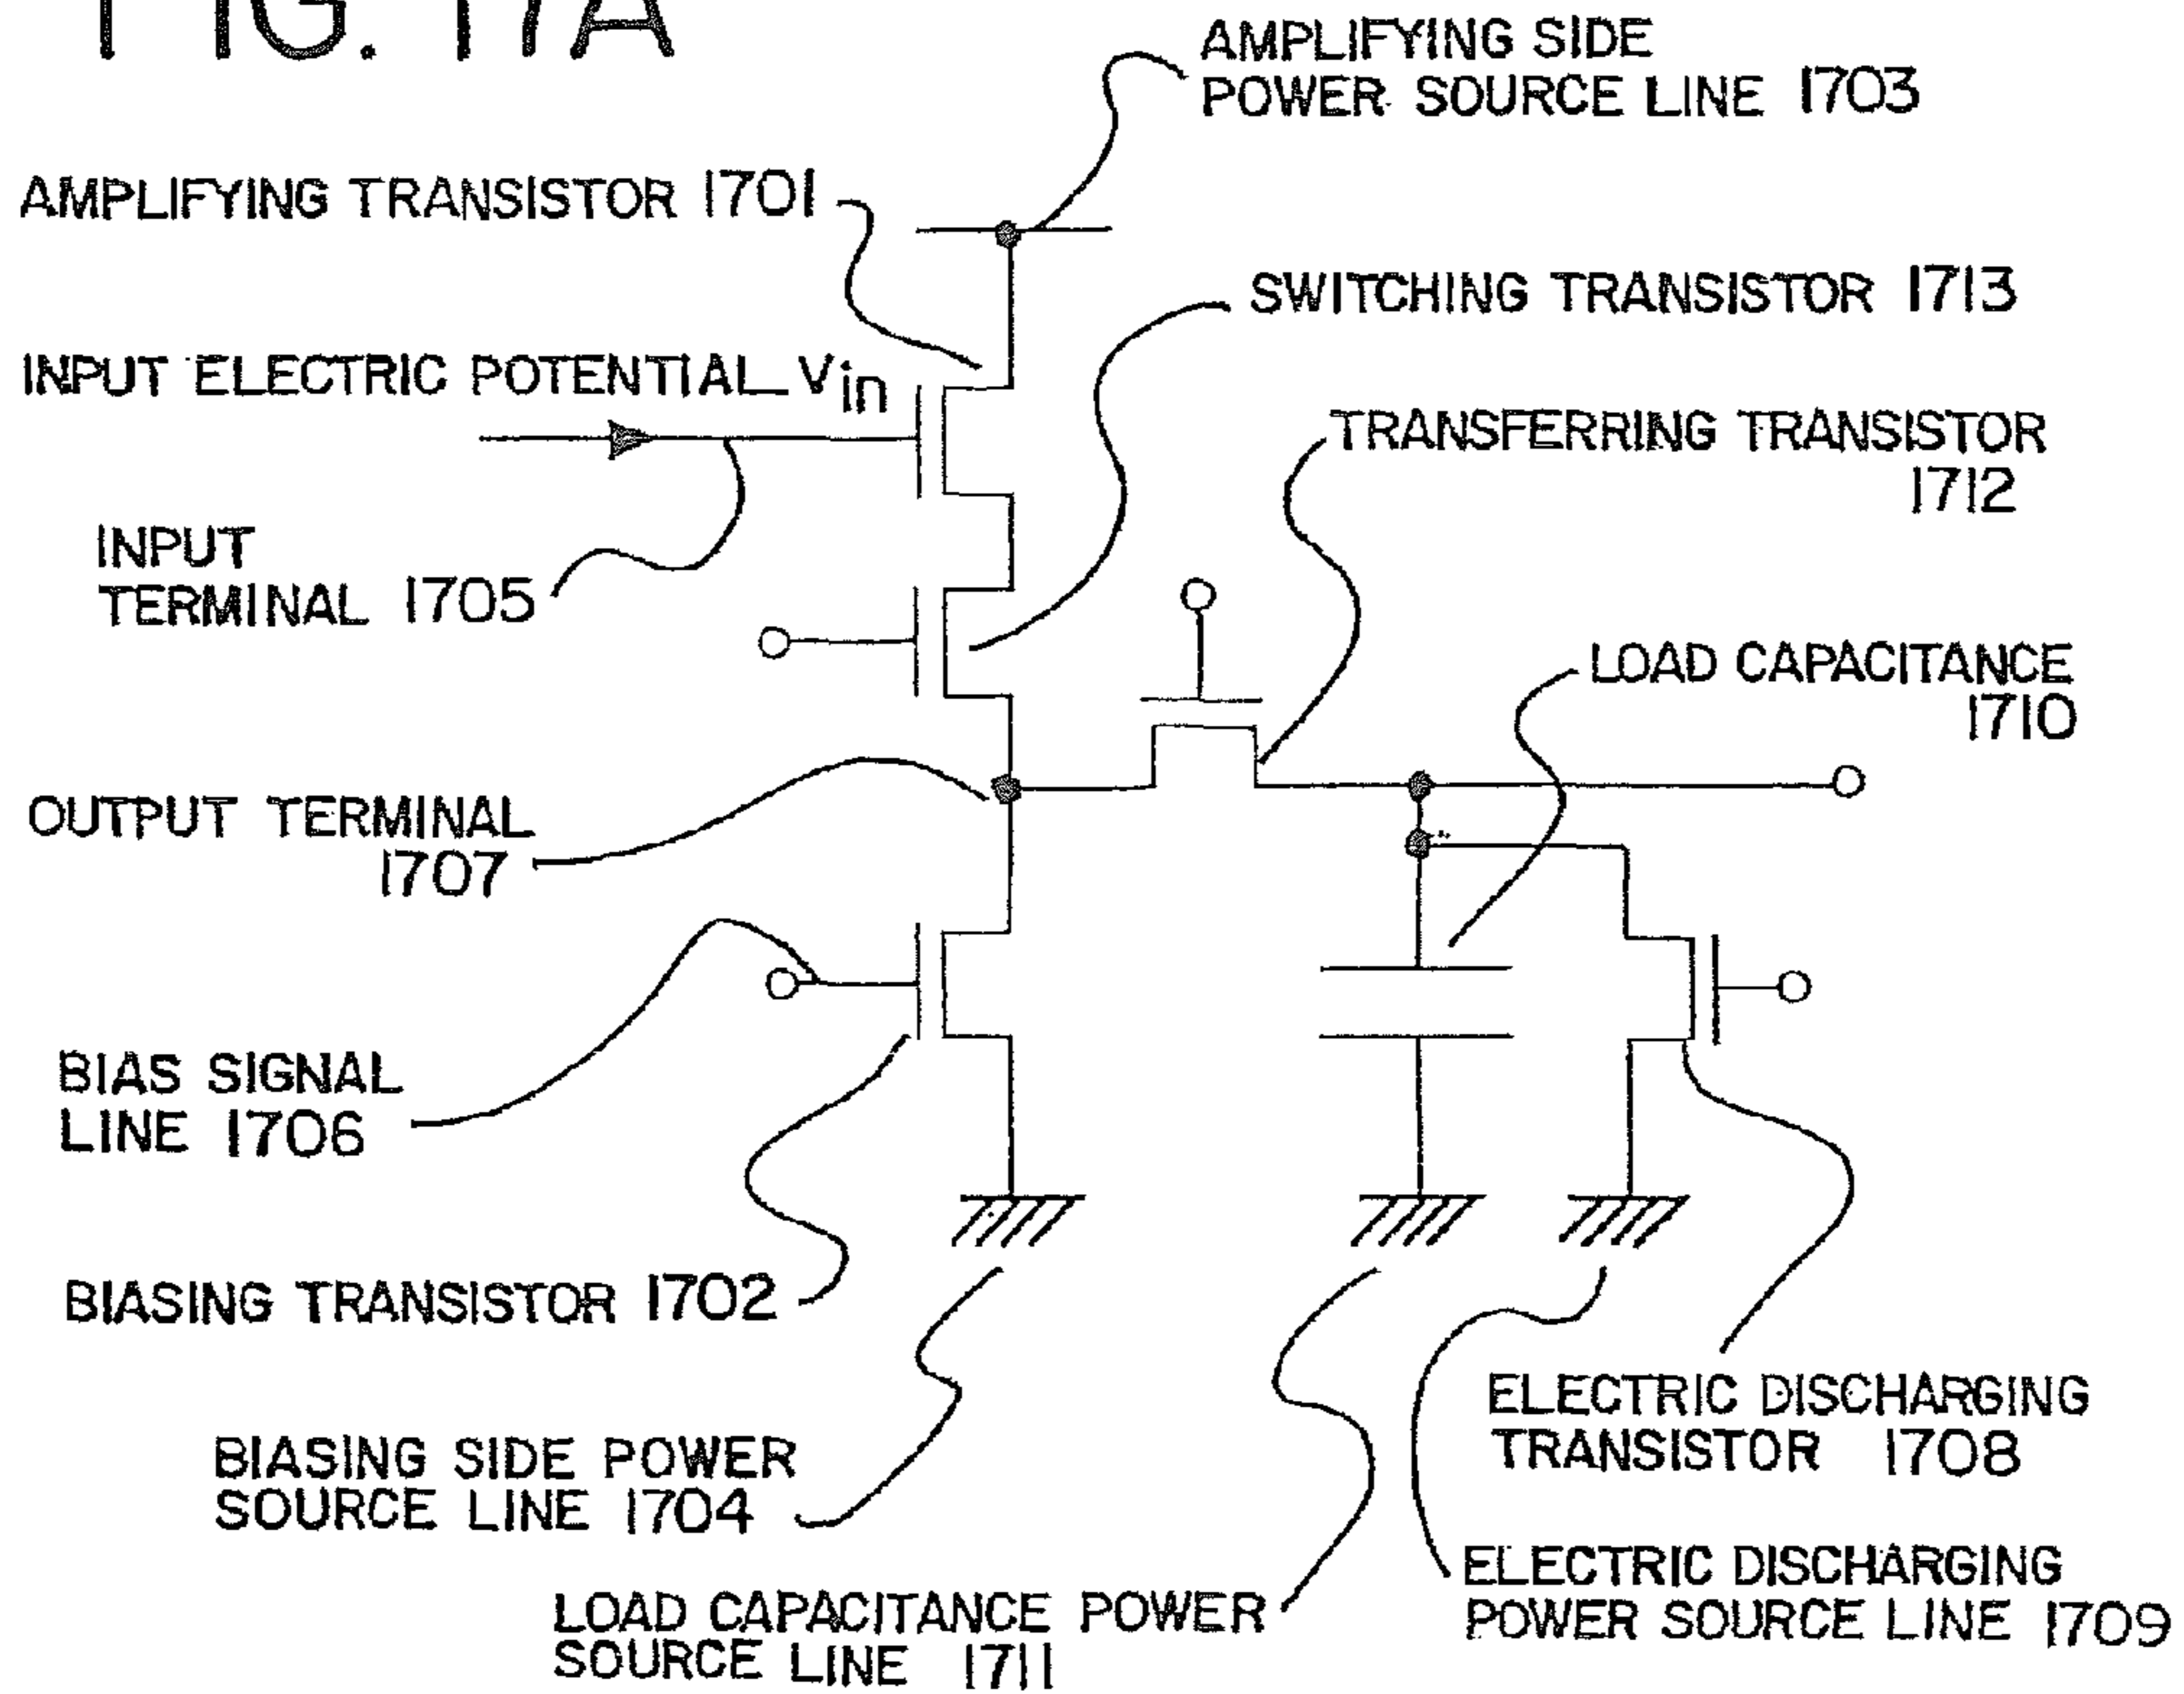 FIG. 17A
AMPLIFYING SIDE
POWER SOURCE LINE 1703
AMPLIFYING TRANSISTOR 1701
SWITCHING TRANSISTOR 1713
INPUT ELECTRIC POTENTIAL Vin
TRANSFERRING TRANSISTOR
1712
INPUT
TERMINAL 1705
LOAD CAPACITANCE
1710
OUTPUT TERMINAL
1707
BIAS SIGNAL
LINE 1706
BIASING TRANSISTOR 1702
ELECTRIC DISCHARGING
TRANSISTOR 1708
BIASING SIDE POWER
SOURCE LINE 1704
ELECTRIC DISCHARGING
POWER SOURCE LINE 1709
LOAD CAPACITANCE POWER
SOURCE LINE 1711